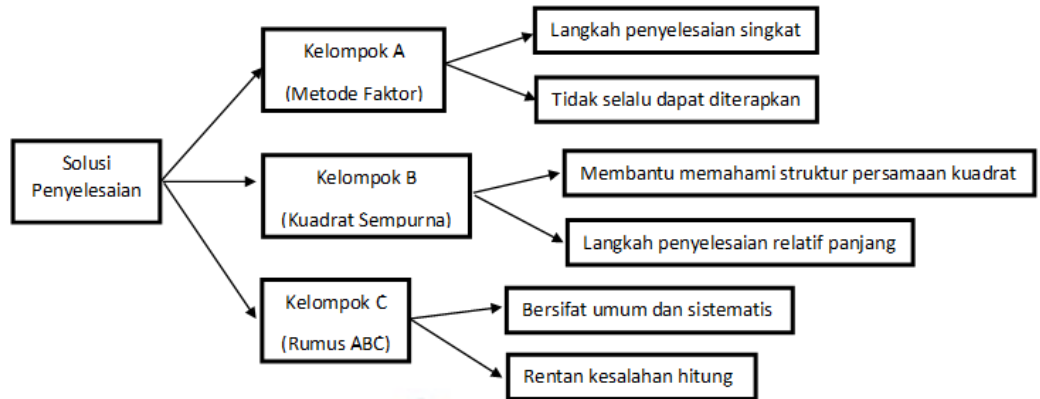 Solusi
Penyelesaian
Kelompok A
(Metode Faktor)
Langkah penyelesaian singkat
Tidak selalu dapat diterapkan
Kelompok B
(Kuadrat Sempurna)
Membantu memahami struktur persamaan kuadrat
Langkah penyelesaian relatif panjang
Kelompok C
(Rumus ABC)
Bersifat umum dan sistematis
Rentan kesalahan hitung